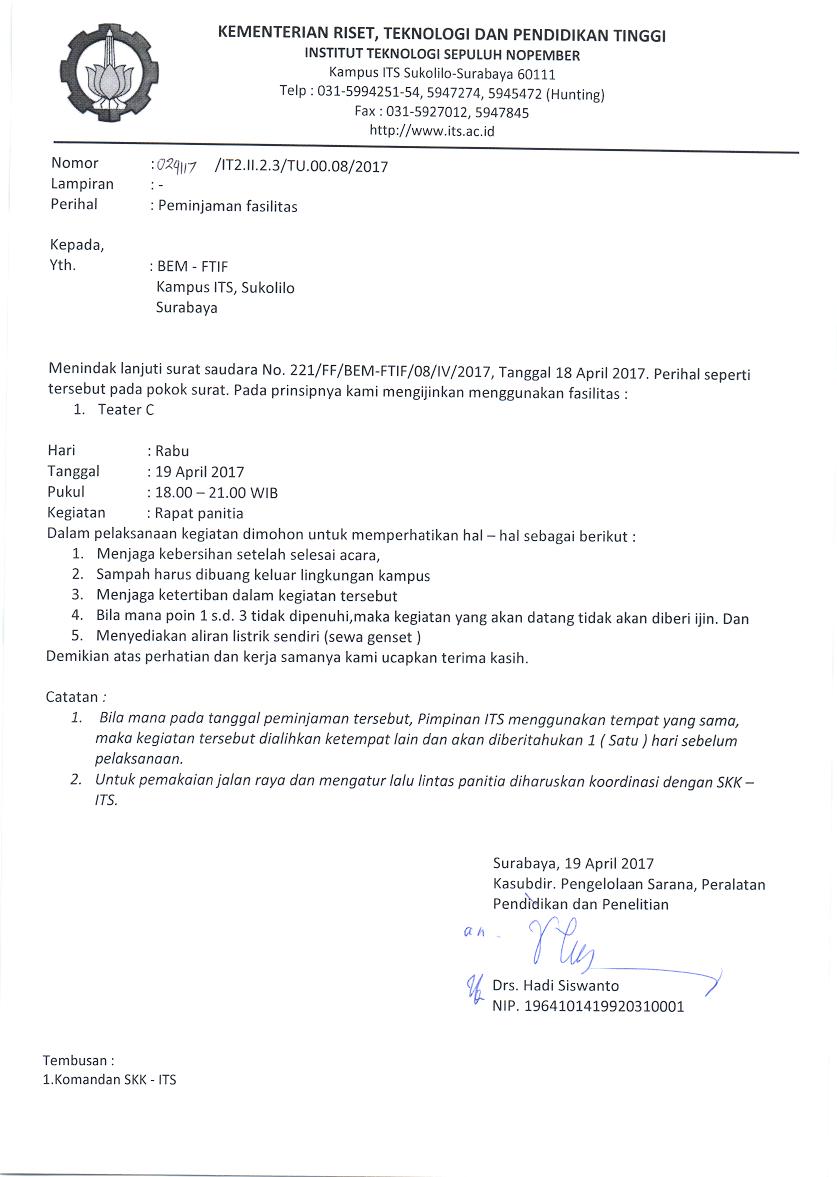 KEMENTERIAN RISET, TEKNOLOGI DAN PENDIDIKAN TINGGI
INSTITUT TEKNOLOGI SEPULUH NOPEMBER
Kampus ITS Sukolilo-Surabaya 60111
Telp : 031-5994251-54, 5947274, 5945472 (Hunting)
Fax : 031-5927012, 5947845
http://www.its.ac.id
Nomor : /IT2.II.2.3/TU.00.08/2017
Lampiran : -
Perihal : Peminjaman fasilitas
Kepada,
Yth. : BEM - FTIF
Kampus ITS, Sukolilo
Surabaya
Menindak lanjuti surat saudara No. 221/FF/BEM-FTIF/08/IV/2017, Tanggal 18 April 2017. Perihal seperti
tersebut pada pokok surat. Pada prinsipnya kami mengijinkan menggunakan fasilitas :
1. Teater C
Hari : Rabu
Tanggal : 19 April 2017
Pukul : 18.00 – 21.00 WIB
Kegiatan : Rapat panitia
Dalam pelaksanaan kegiatan dimohon untuk memperhatikan hal – hal sebagai berikut :
1. Menjaga kebersihan setelah selesai acara,
2. Sampah harus dibuang keluar lingkungan kampus
3. Menjaga ketertiban dalam kegiatan tersebut
4. Bila mana poin 1 s.d. 3 tidak dipenuhi,maka kegiatan yang akan datang tidak akan diberi ijin. Dan
5. Menyediakan aliran listrik sendiri (sewa genset )
Demikian atas perhatian dan kerja samanya kami ucapkan terima kasih.
Catatan :
1. Bila mana pada tanggal peminjaman tersebut, Pimpinan ITS menggunakan tempat yang sama,
maka kegiatan tersebut dialihkan ketempat lain dan akan diberitahukan 1 ( Satu ) hari sebelum
pelaksanaan.
2. Untuk pemakaian jalan raya dan mengatur lalu lintas panitia diharuskan koordinasi dengan SKK –
ITS.
Surabaya, 19 April 2017
Kasubdir. Pengelolaan Sarana, Peralatan
Pendidikan dan Penelitian
an.
Drs. Hadi Siswanto
NIP. 1964101419920310001
Tembusan :
1.Komandan SKK - ITS